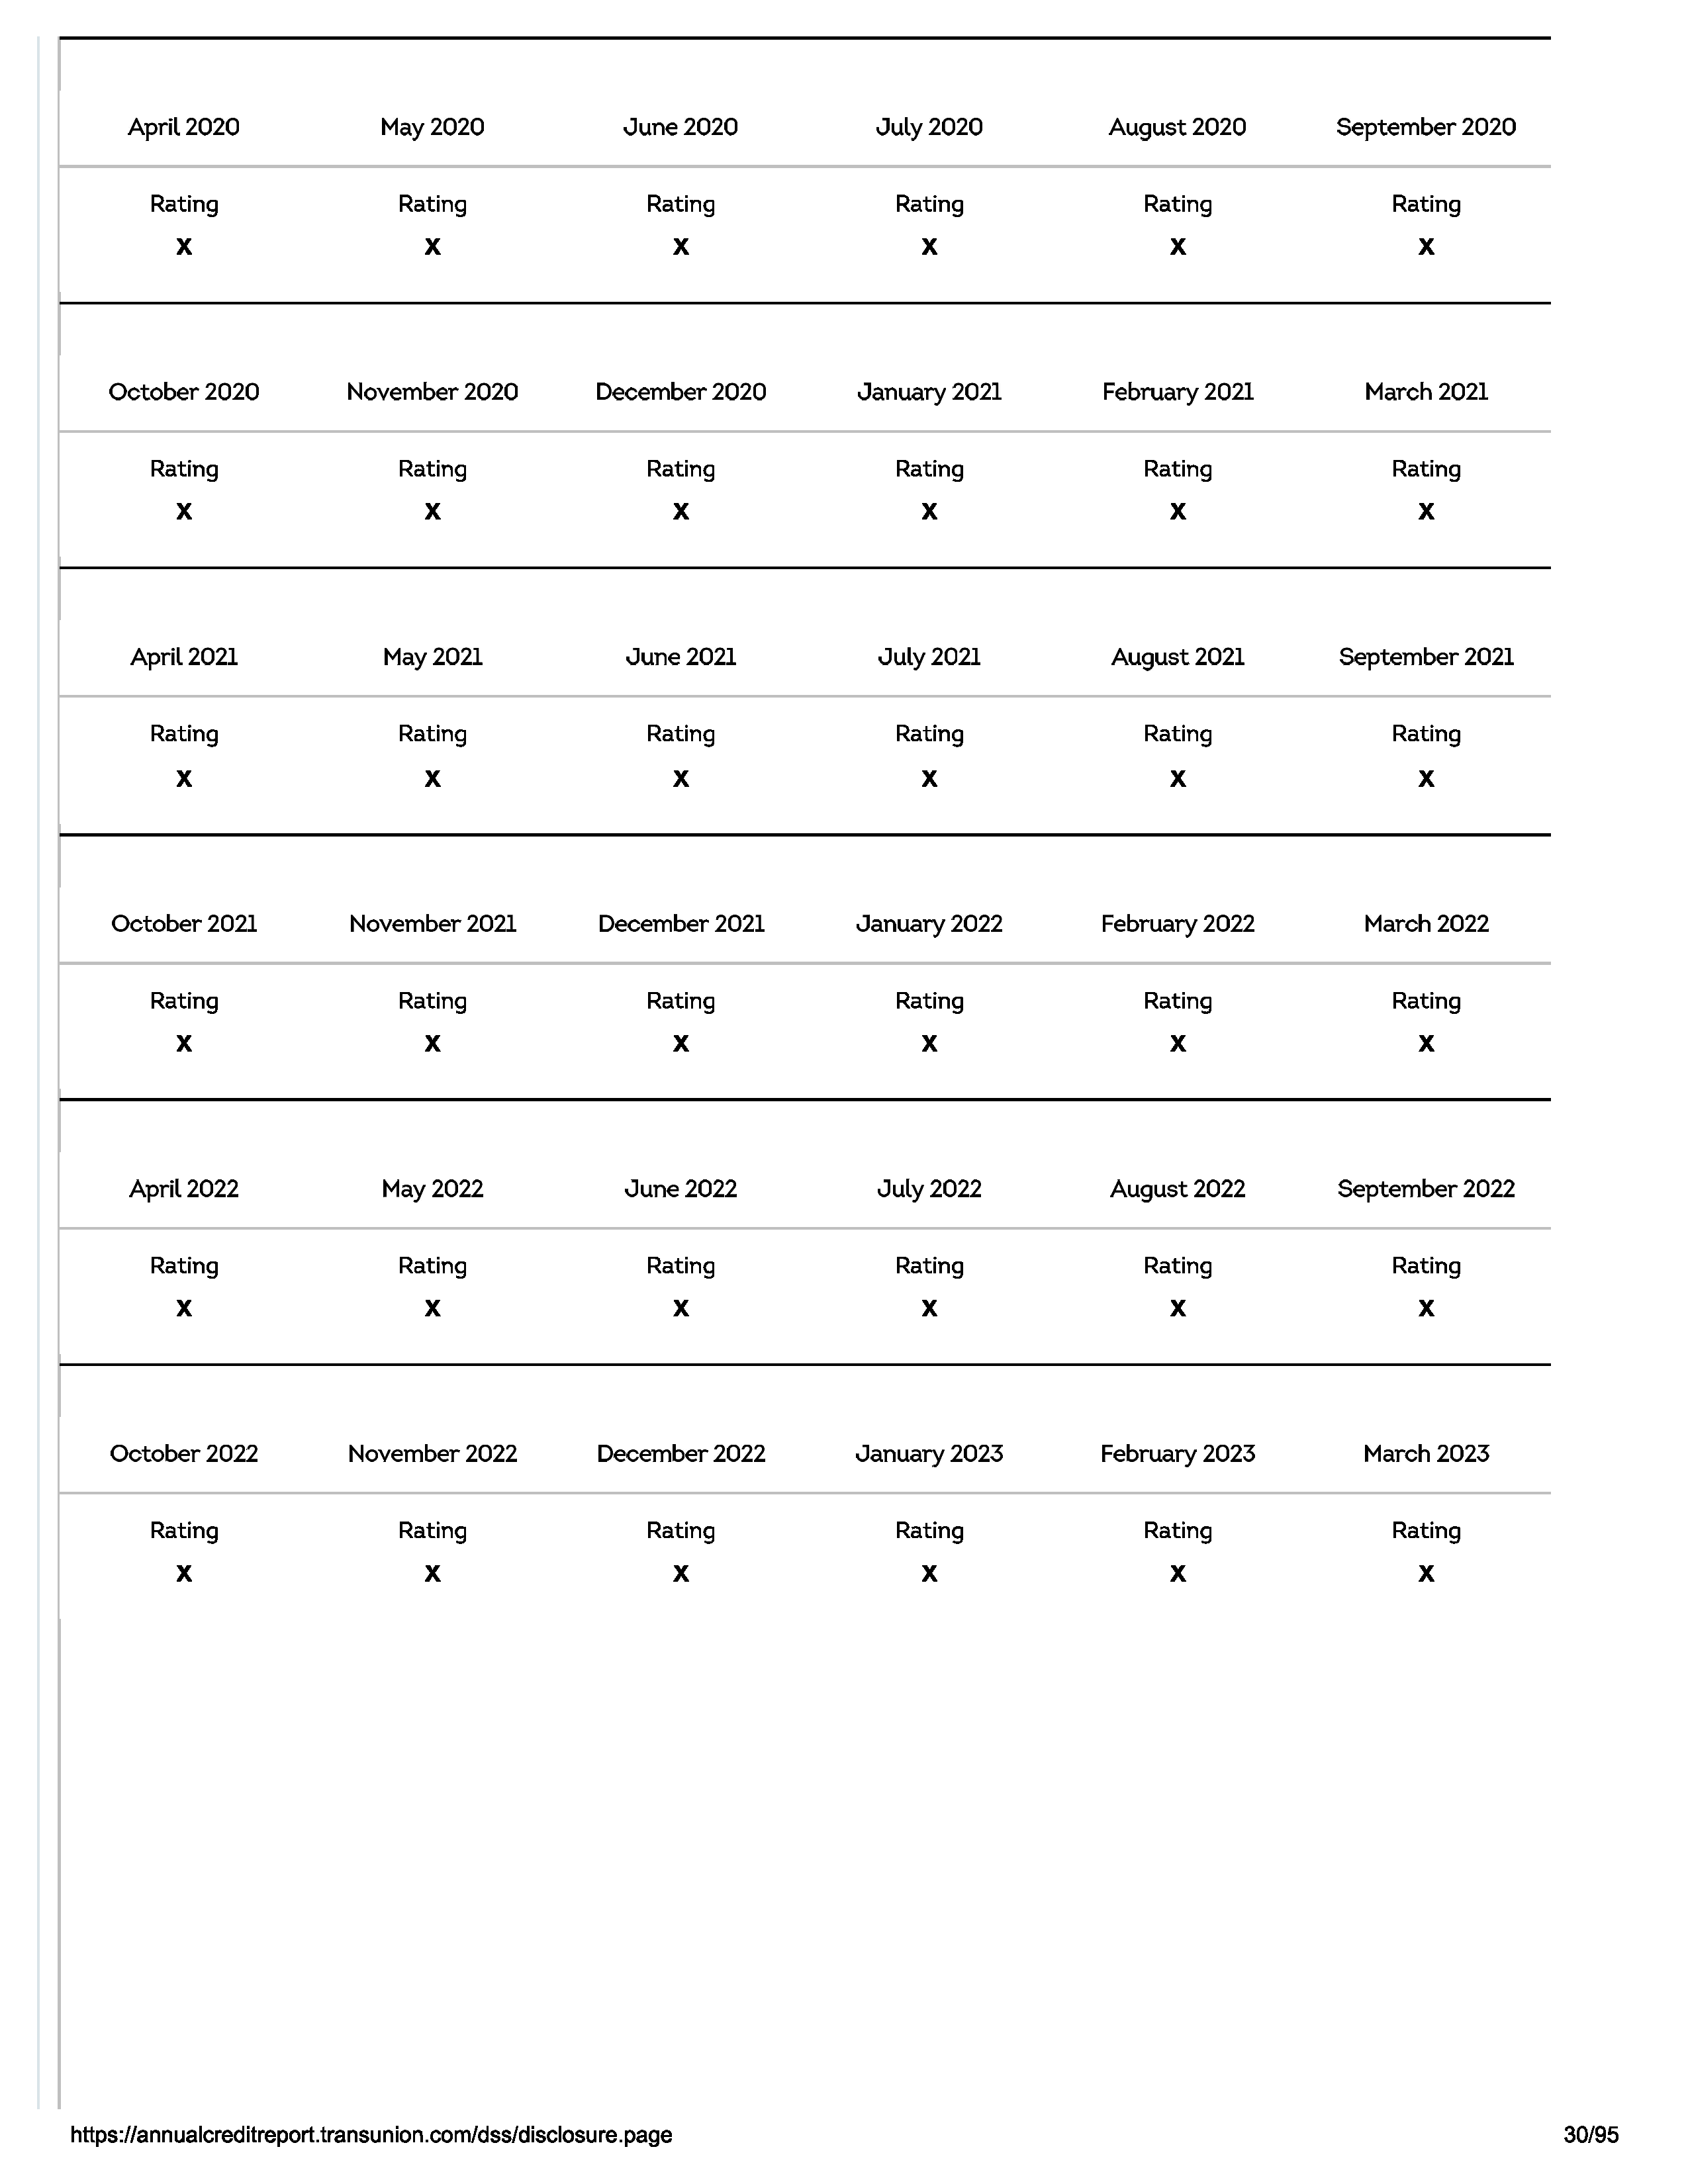 April 2020 May 2020 June 2020 July 2020 August 2020 September 2020
Rating Rating Rating Rating Rating Rating
X X X X X X
October 2020 November 2020 December 2020 January 2021 February 2021 March 2021
Rating Rating Rating Rating Rating Rating
X X X X X X
April 2021 May 2021 June 2021 July 2021 August 2021 September 2021
Rating Rating Rating Rating Rating Rating
X X X X X X
October 2021 November 2021 December 2021 January 2022 February 2022 March 2022
Rating Rating Rating Rating Rating Rating
X X X X X X
April 2022 May 2022 June 2022 July 2022 August 2022 September 2022
Rating Rating Rating Rating Rating Rating
X X X X X X
October 2022 November 2022 December 2022 January 2023 February 2023 March 2023
Rating Rating Rating Rating Rating Rating
X X X X X X
https://annualcreditreport.transunion.com/dss/disclosure.page 30/95